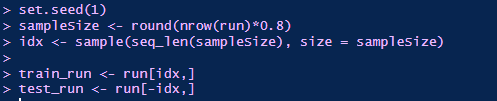 > set.seed(1)
> sampleSize <- round(nrow(run)*0.8)
> idx <- sample(seq_len(sampleSize), size = sampleSize)
>
> train_run <- run[idx,]
> test_run <- run[-idx,]